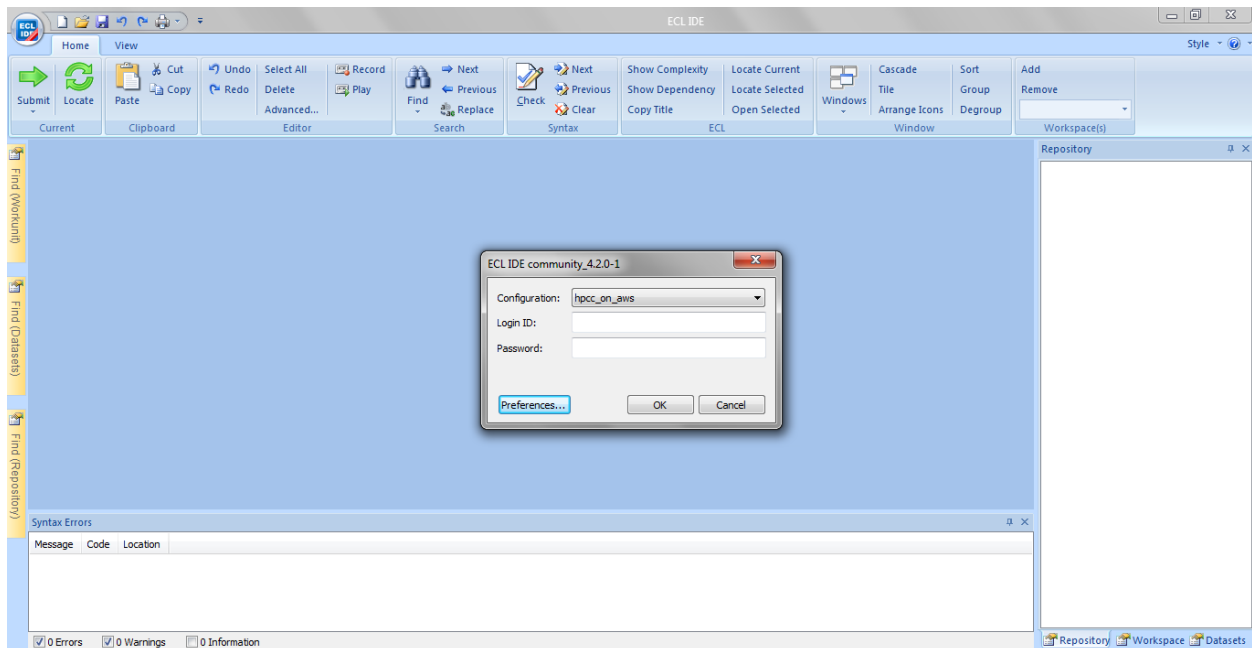 ECL IDE
ECL IDE
Home View Style
Submit Locate Paste Cut Undo Select All Record Find Next Check Next Show Complexity Locate Current Windows Cascade Sort Add
Copy Redo Delete Play Previous Previous Show Dependency Locate Selected Tile Group Remove
Advanced... Replace Clear Copy Title Open Selected Arrange Icons Degroup
Current Clipboard Editor Search Syntax ECL Window Workspace(s)
Find (Workunit)
Find (Datasets)
Find (Repository)
Repository
ECL IDE community_4.2.0-1
Configuration: hpcc_on_aws
Login ID:
Password:
Preferences... OK Cancel
Syntax Errors
Message Code Location
0 Errors 0 Warnings 0 Information
Repository Workspace Datasets